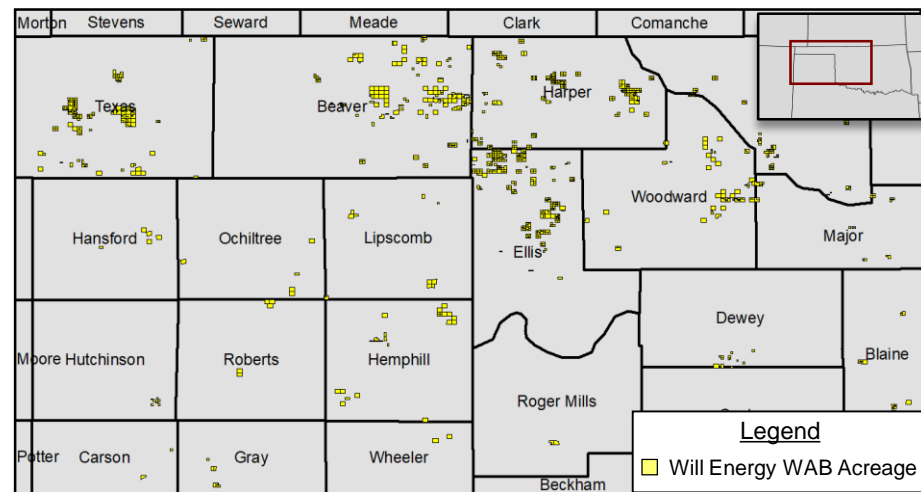 Morton Stevens Seward Meade Clark Comanche
Texas Beaver Harper
Woodward
Hansford Ochiltree Lipscomb Ellis Major
Dewey
Moore Hutchinson Roberts Hemphill Blaine
Roger Mills
Potter Carson Gray Wheeler
Beckham
Legend
Will Energy WAB Acreage